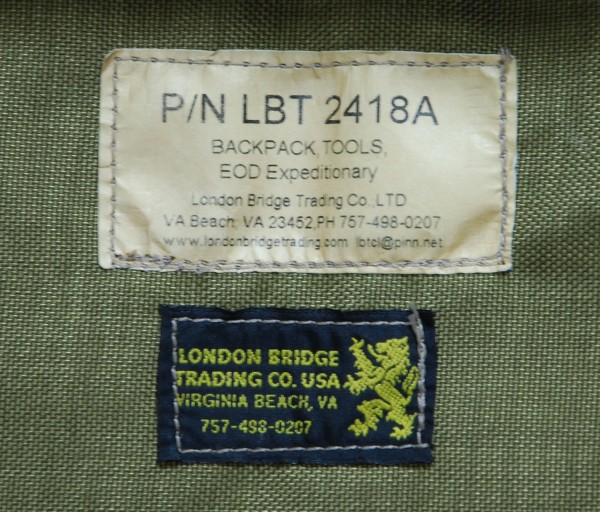 P/N LBT 2418A
BACKPACK, TOOLS,
EOD Expeditionary
London Bridge Trading Co., LTD
VA Beach, VA 23452, PH 757-498-0207
www.londonbridgetrading.com lbtcl@pinn.net
LONDON BRIDGE
TRADING CO. USA
VIRGINIA BEACH, VA
757-498-0207